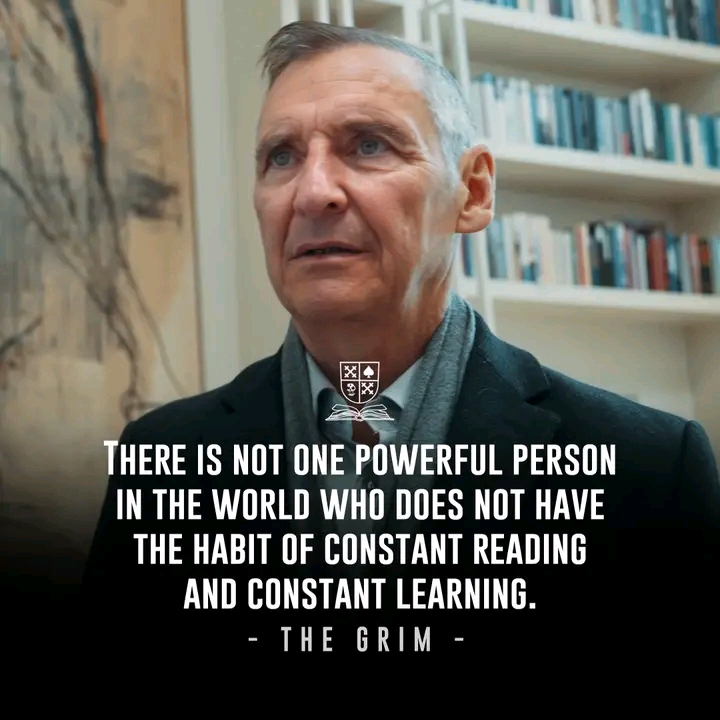 THERE IS NOT ONE POWERFUL PERSON
IN THE WORLD WHO DOES NOT HAVE
THE HABIT OF CONSTANT READING
AND CONSTANT LEARNING.
- THE GRIM -